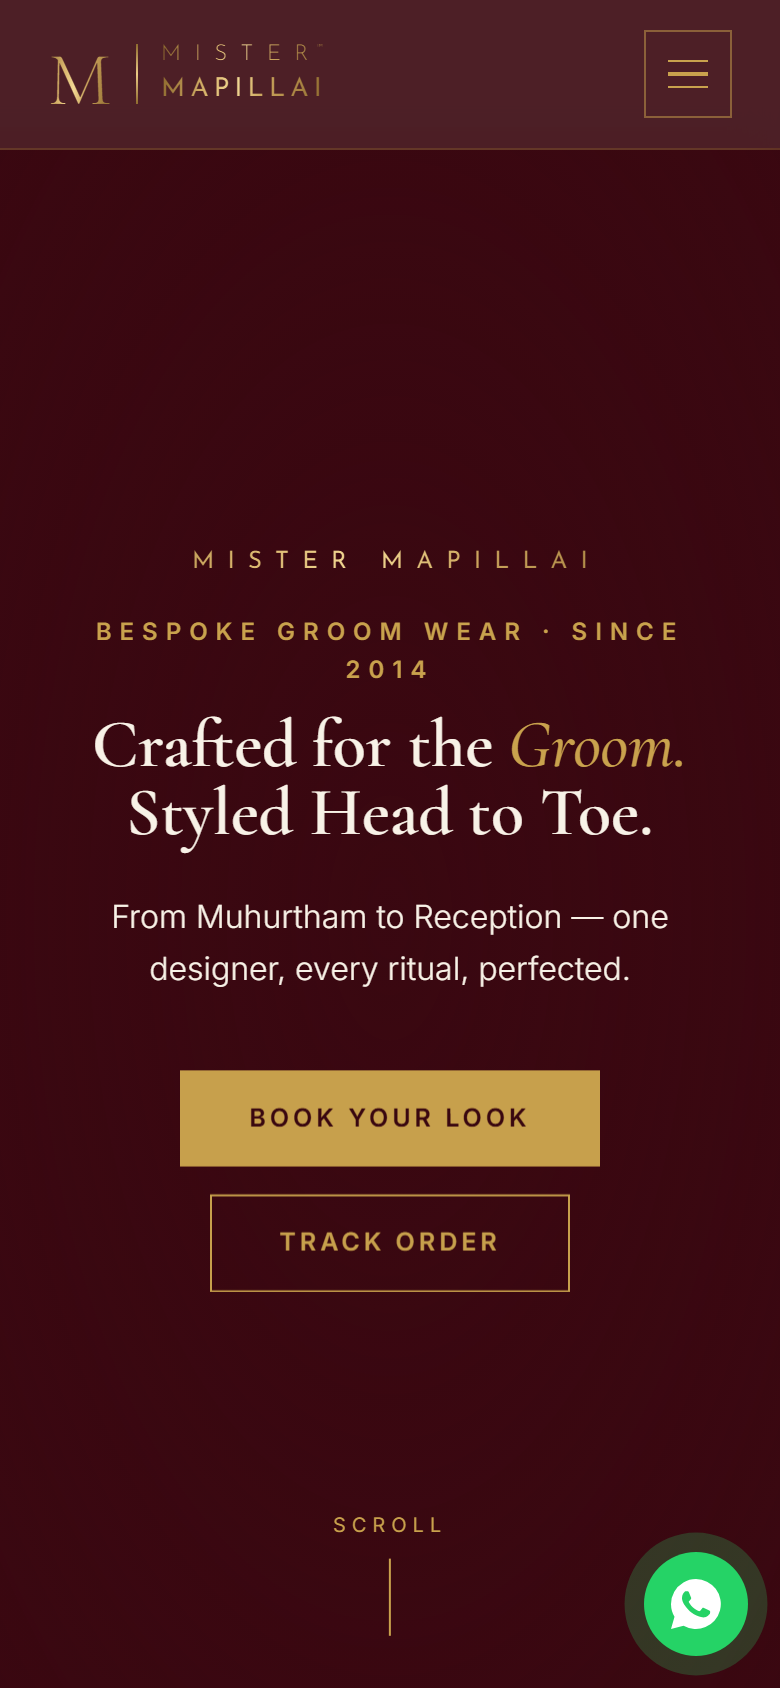 M
MISTER™
MAPILLAI
MISTER MAPILLAI
BESPOKE GROOM WEAR · SINCE
2014
Crafted for the Groom.
Styled Head to Toe.
From Muhurtham to Reception — one
designer, every ritual, perfected.
BOOK YOUR LOOK
TRACK ORDER
SCROLL